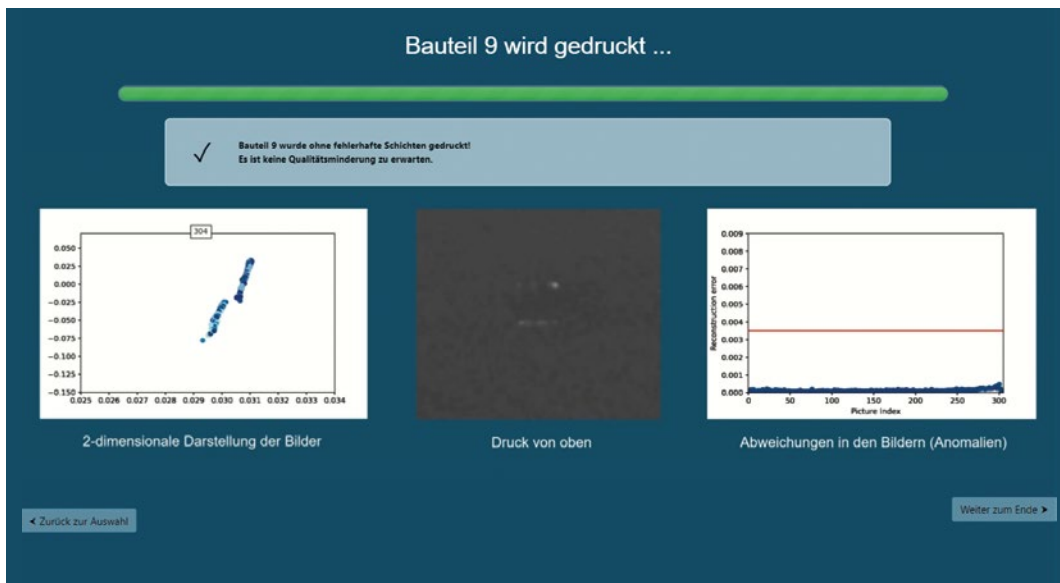 Bauteil 9 wird gedruckt ...
✓
Bauteil 9 wurde ohne fehlerhafte Schichten gedruckt!
Es ist keine Qualitätsminderung zu erwarten.
304
0.050
0.025
0.000
−0.025
−0.050
−0.075
−0.100
−0.125
−0.150
0.025 0.026 0.027 0.028 0.029 0.030 0.031 0.032 0.033 0.034
2-dimensionale Darstellung der Bilder
Druck von oben
0.009
0.008
0.007
0.006
0.005
0.004
0.003
0.002
0.001
0.000
Reconstruction error
0 50 100 150 200 250 300
Picture index
Abweichungen in den Bildern (Anomalien)
⮜ Zurück zur Auswahl
Weiter zum Ende ⮞